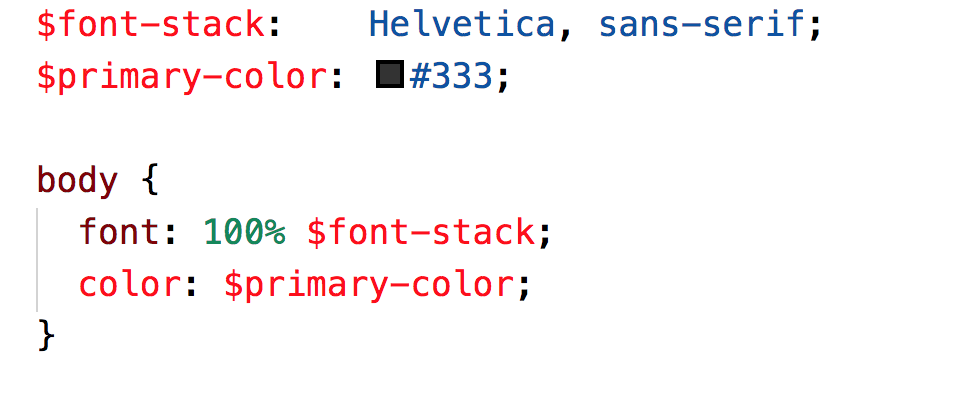 $font-stack:    Helvetica, sans-serif;
$primary-color: #333;
body {
  font: 100% $font-stack;
  color: $primary-color;
}